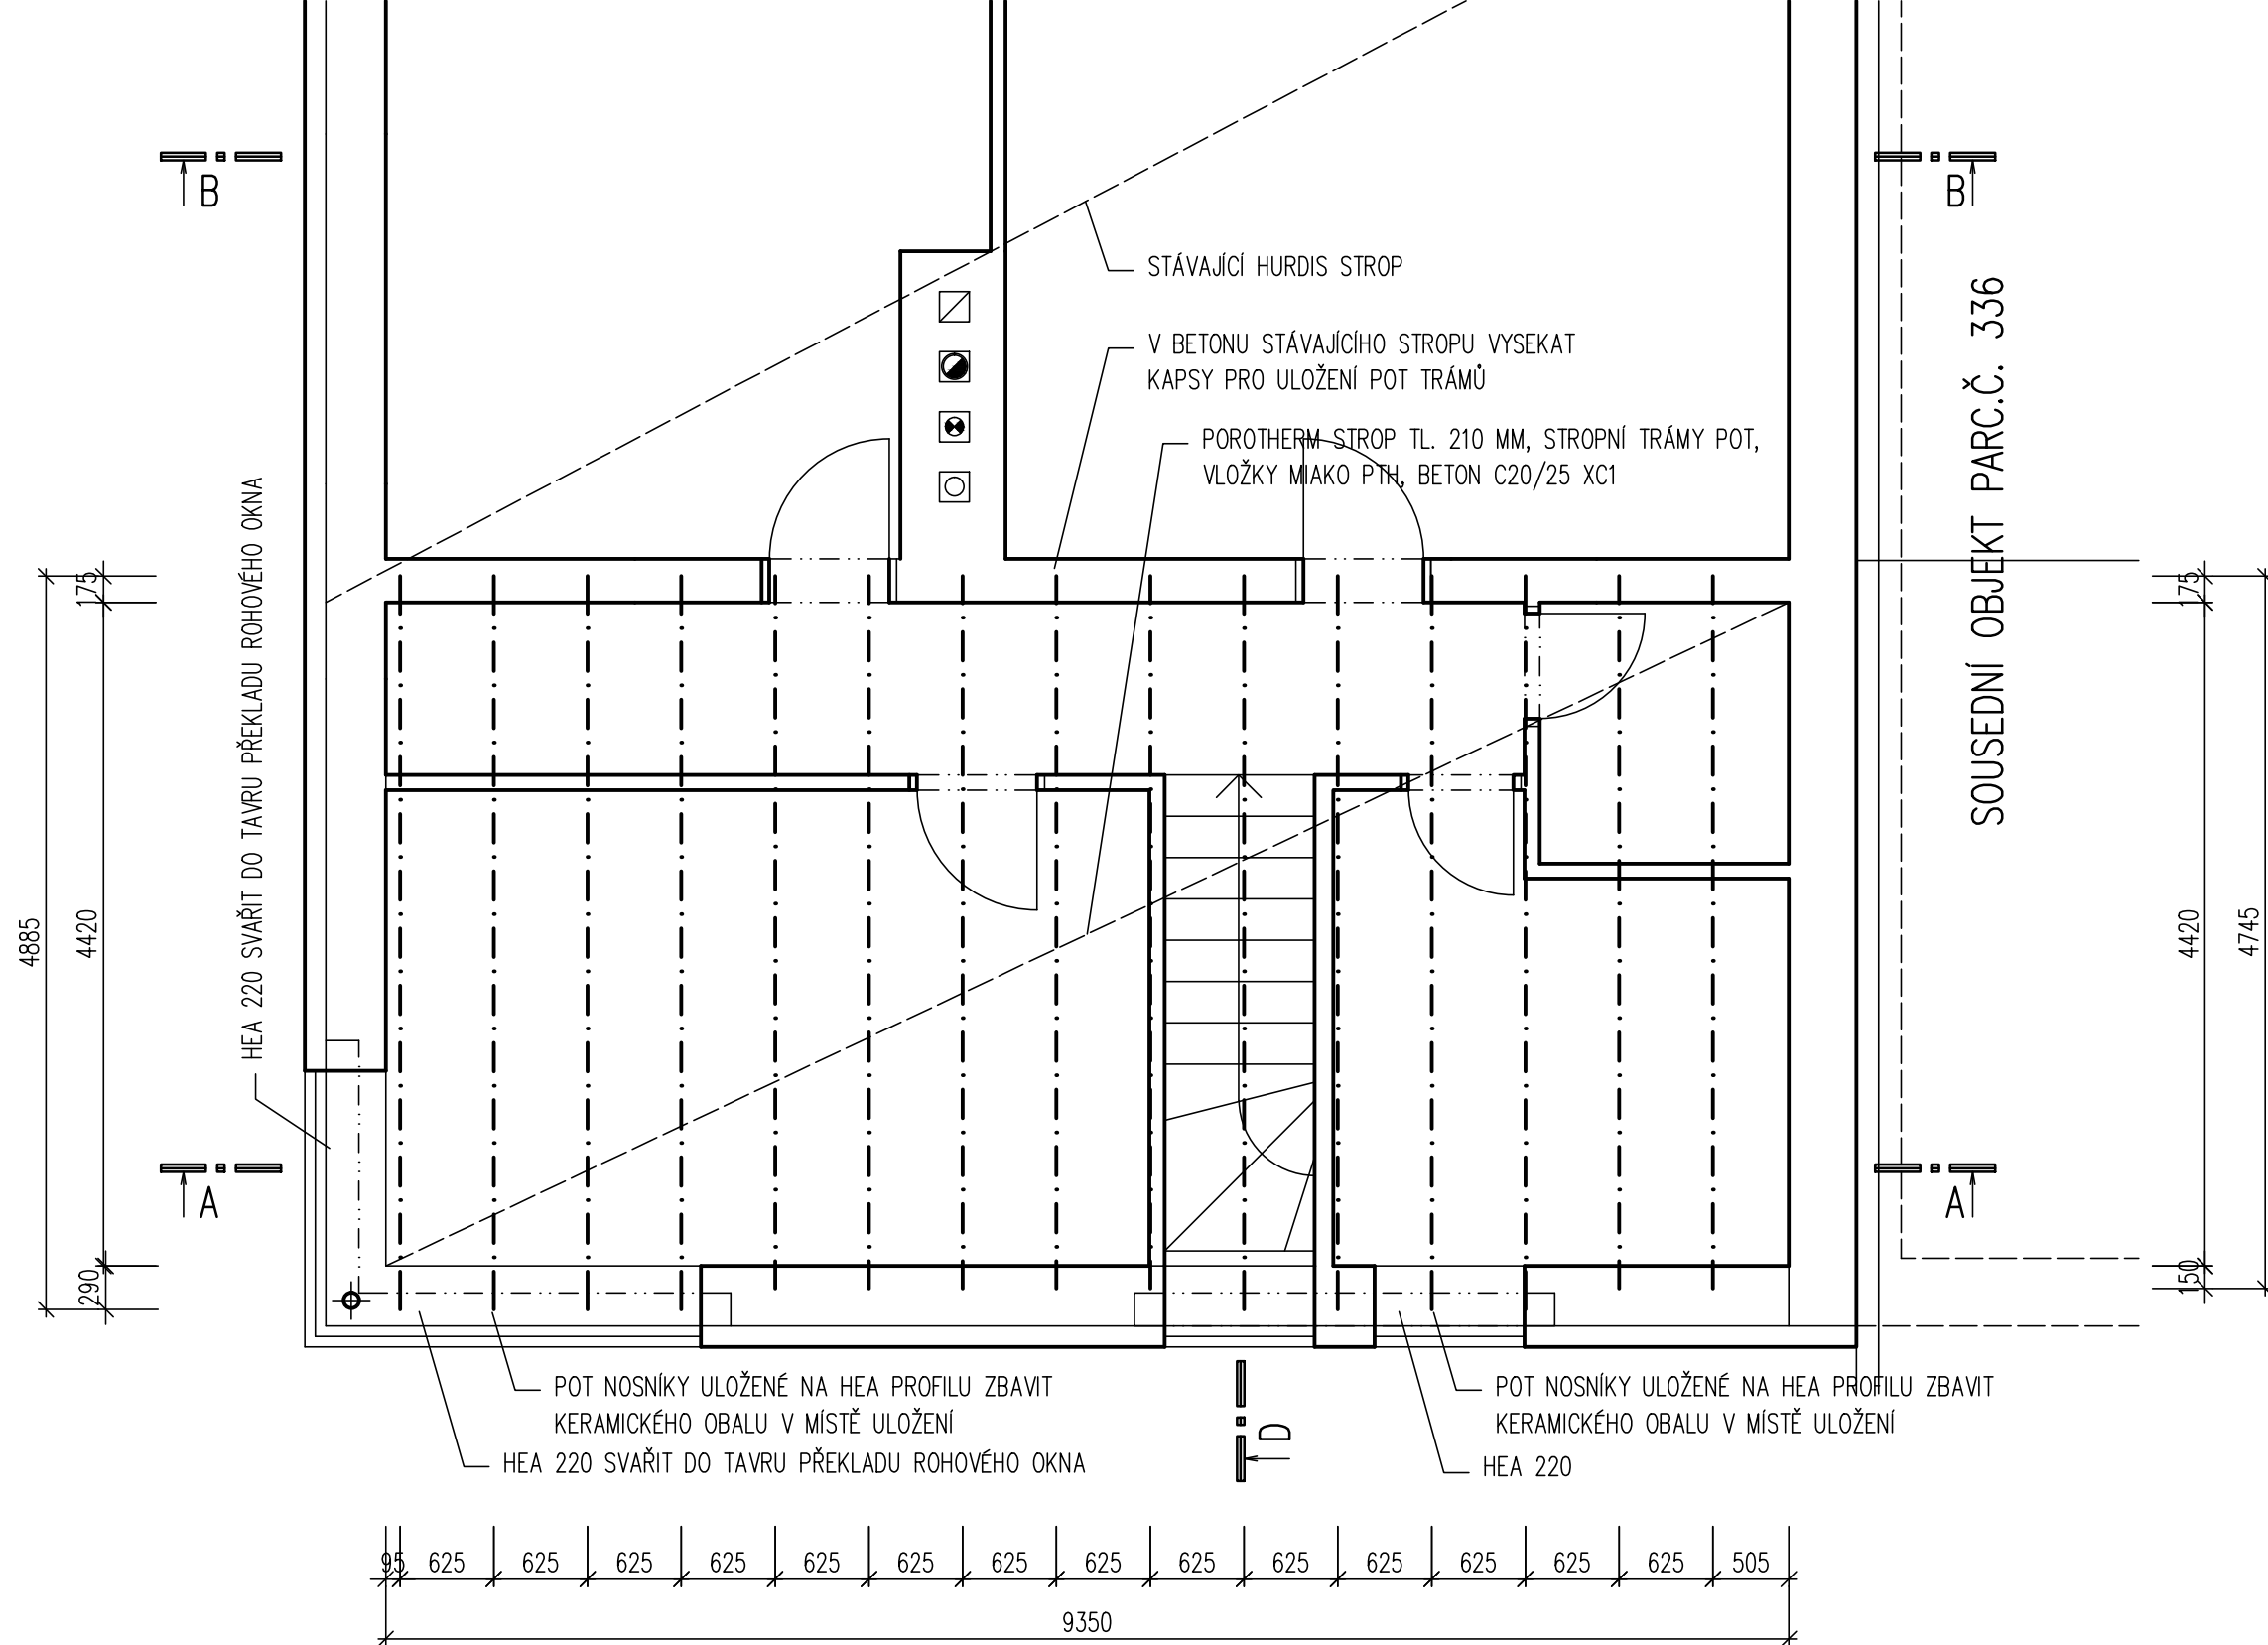 B
B
STÁVAJÍCÍ HURDIS STROP
V BETONU STÁVAJÍCÍHO STROPU VYSEKAT
KAPSY PRO ULOŽENÍ POT TRÁMŮ
POROTHERM STROP TL. 210 MM, STROPNÍ TRÁMY POT,
VLOŽKY MIAKO PTH, BETON C20/25 XC1
SOUSEDNÍ OBJEKT PARC.Č. 336
HEA 220 SVAŘIT DO TAVRU PŘEKLADU ROHOVÉHO OKNA
175
4420
4885
290
175
4420
4745
150
A
A
POT NOSNÍKY ULOŽENÉ NA HEA PROFILU ZBAVIT
KERAMICKÉHO OBALU V MÍSTĚ ULOŽENÍ
HEA 220 SVAŘIT DO TAVRU PŘEKLADU ROHOVÉHO OKNA
D
POT NOSNÍKY ULOŽENÉ NA HEA PROFILU ZBAVIT
KERAMICKÉHO OBALU V MÍSTĚ ULOŽENÍ
HEA 220
95 625 625 625 625 625 625 625 625 625 625 625 625 625 625 505
9350